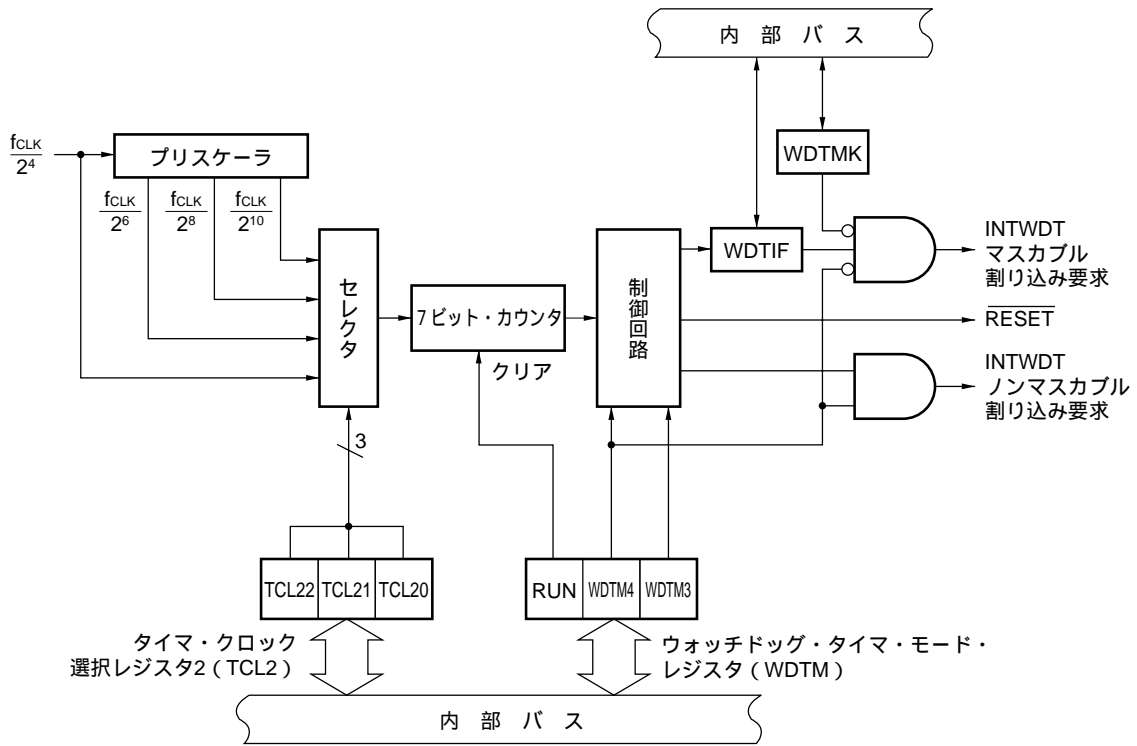 内 部 バ ス
fCLK
2⁴
プリスケーラ
WDTMK
fCLK
2⁶
fCLK
2⁸
fCLK
2¹⁰
セレクタ
7 ビット・カウンタ
クリア
制御回路
WDTIF
INTWDT
マスカブル
割り込み要求
RESET
INTWDT
ノンマスカブル
割り込み要求
3
TCL22 TCL21 TCL20
RUN WDTM4 WDTM3
タイマ・クロック
選択レジスタ2（TCL2）
ウォッチドッグ・タイマ・モード・
レジスタ（WDTM）
内 部 バ ス